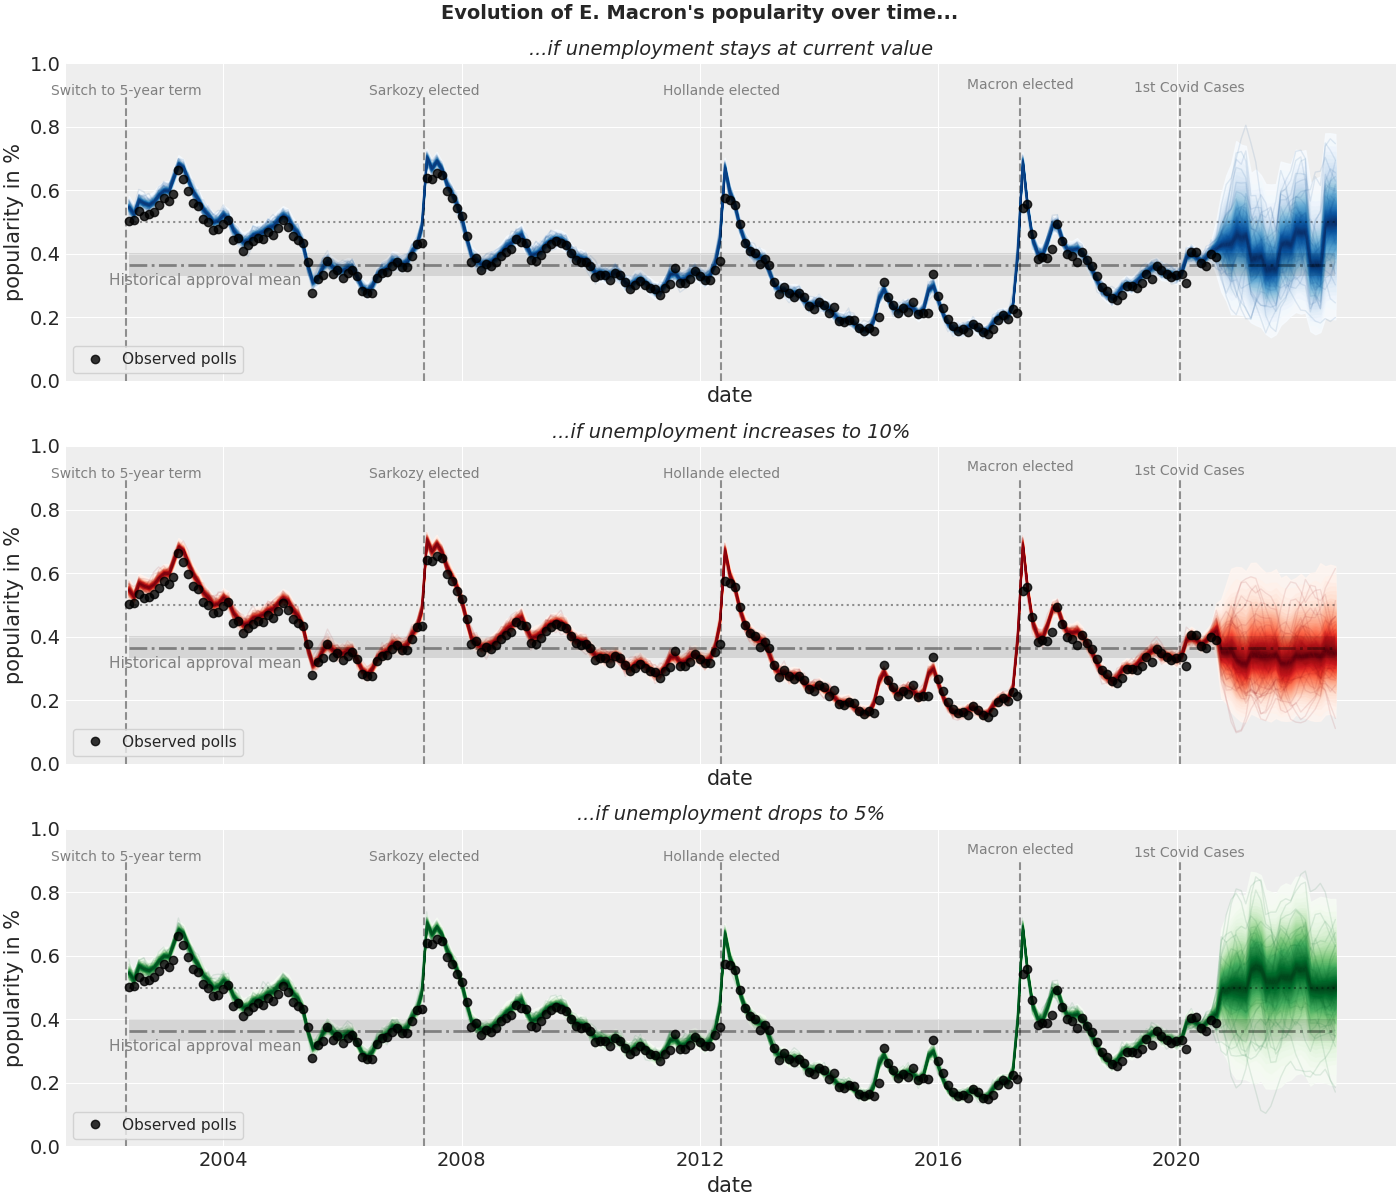 Evolution of E. Macron's popularity over time...
...if unemployment stays at current value
1.0
Switch to 5-year term
Sarkozy elected
Hollande elected
Macron elected
1st Covid Cases
0.8
0.6
0.4
0.2
0.0
popularity in %
Historical approval mean
Observed polls
date
...if unemployment increases to 10%
1.0
Switch to 5-year term
Sarkozy elected
Hollande elected
Macron elected
1st Covid Cases
0.8
0.6
0.4
0.2
0.0
popularity in %
Historical approval mean
Observed polls
date
...if unemployment drops to 5%
1.0
Switch to 5-year term
Sarkozy elected
Hollande elected
Macron elected
1st Covid Cases
0.8
0.6
0.4
0.2
0.0
popularity in %
Historical approval mean
Observed polls
2004
2008
2012
2016
2020
date